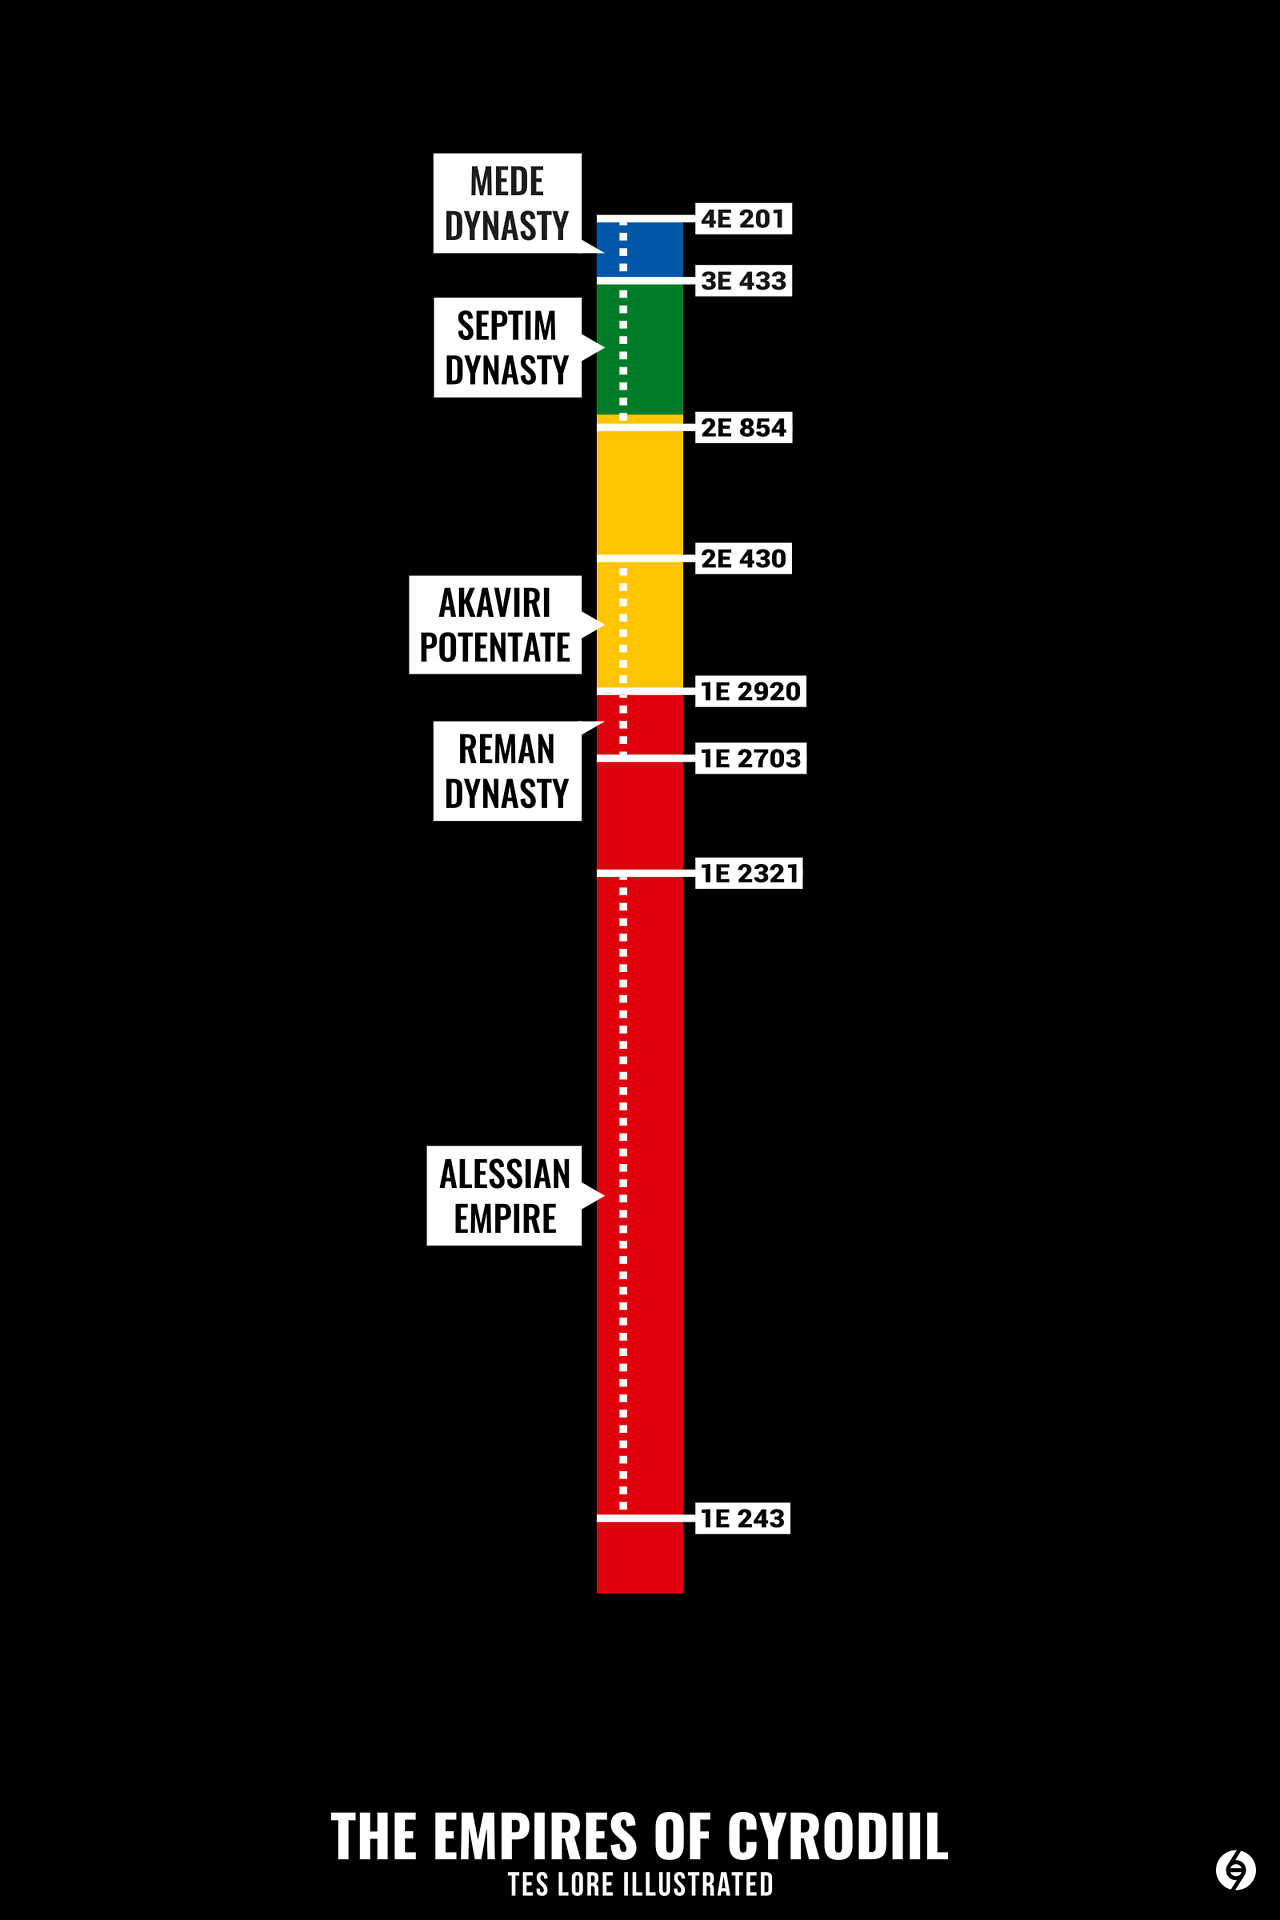 MEDE
DYNASTY
4E 201
3E 433
SEPTIM
DYNASTY
2E 854
2E 430
AKAVIRI
POTENTATE
1E 2920
REMAN
DYNASTY
1E 2703
1E 2321
ALESSIAN
EMPIRE
1E 243
THE EMPIRES OF CYRODIIL
TES LORE ILLUSTRATED